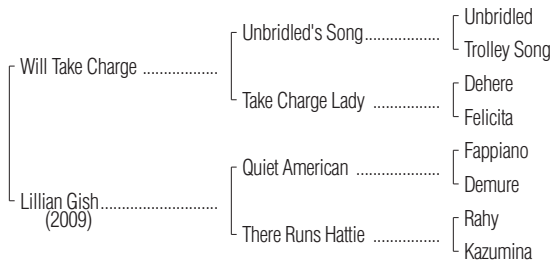 Unbridled
Unbridled's Song
Trolley Song
Will Take Charge
Dehere
Take Charge Lady
Felicita
Fappiano
Quiet American
Demure
Lillian Gish
(2009)
Rahy
There Runs Hattie
Kazumina